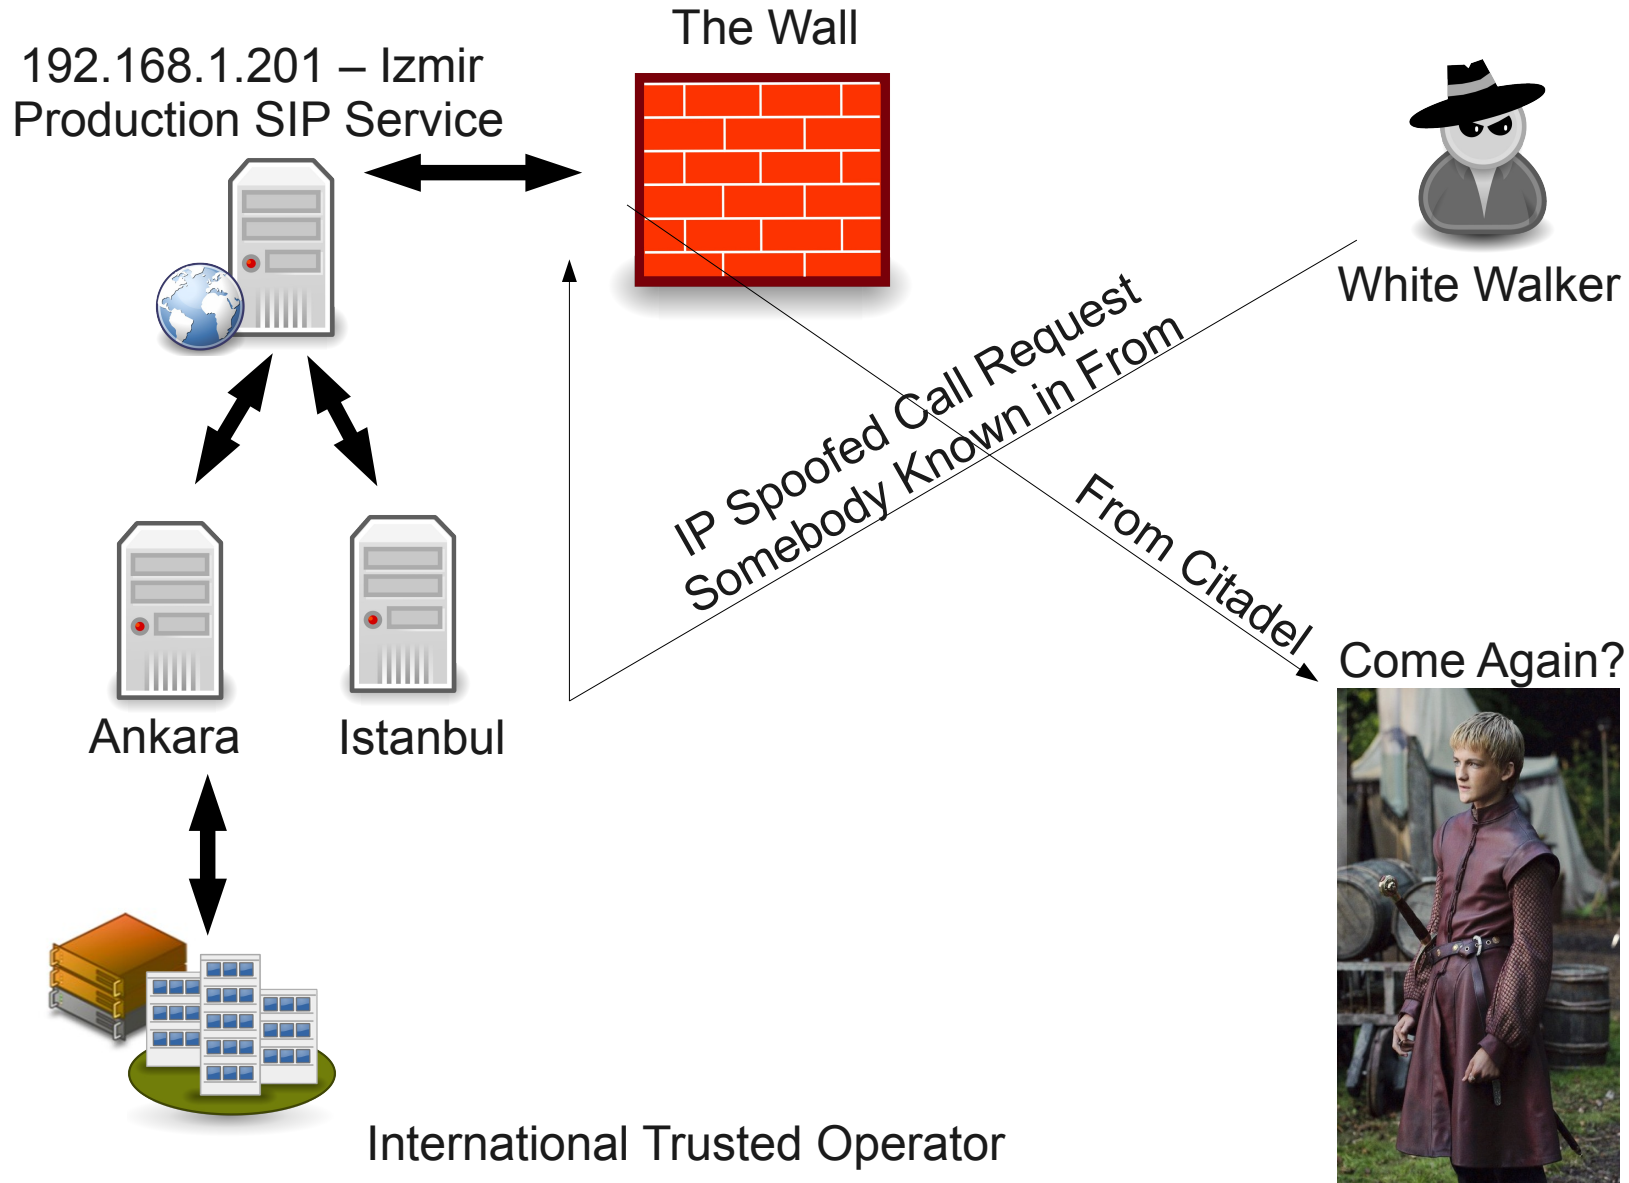 The Wall
192.168.1.201 – Izmir
Production SIP Service
White Walker
IP Spoofed Call Request
Somebody Known in From
From Citadel
Come Again?
Ankara
Istanbul
International Trusted Operator